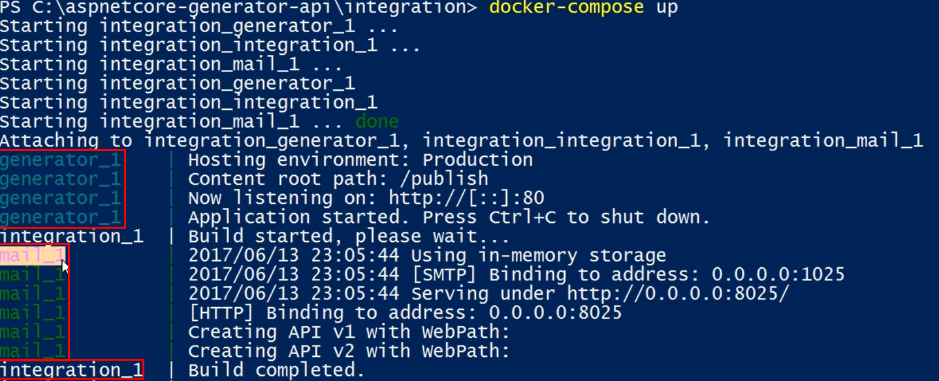 PS C:\aspnetcore-generator-api\integration> docker-compose up
Starting integration_generator_1 ...
Starting integration_integration_1 ...
Starting integration_mail_1 ...
Starting integration_generator_1
Starting integration_integration_1
Starting integration_mail_1 ... done
Attaching to integration_generator_1, integration_integration_1, integration_mail_1
generator_1 | Hosting environment: Production
generator_1 | Content root path: /publish
generator_1 | Now listening on: http://[::]:80
generator_1 | Application started. Press Ctrl+C to shut down.
integration_1 | Build started, please wait...
mail_1 | 2017/06/13 23:05:44 Using in-memory storage
mail_1 | 2017/06/13 23:05:44 [SMTP] Binding to address: 0.0.0.0:1025
mail_1 | 2017/06/13 23:05:44 Serving under http://0.0.0.0:8025/
mail_1 | [HTTP] Binding to address: 0.0.0.0:8025
mail_1 | Creating API v1 with WebPath:
mail_1 | Creating API v2 with WebPath:
integration_1 | Build completed.